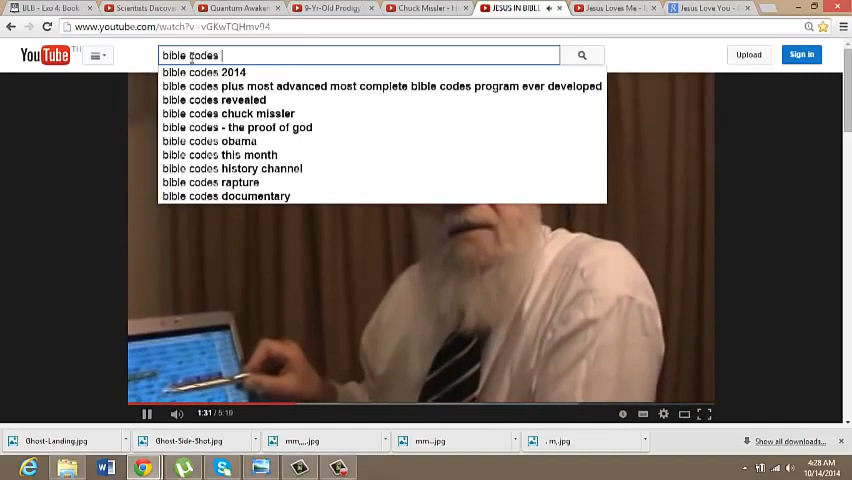 BLB - Exo 4: Book
Scientists Discove
Quantum Awaken
9-Yr-Old Prodigy
Chuck Missler - H
JESUS IN BIBLE
Jesus Loves Me -
Jesus Love You -
www.youtube.com/watch?v=vGKwTQHmv94
YouTube
bible codes
Upload
Sign in
bible codes 2014
bible codes plus most advanced most complete bible codes program ever developed
bible codes revealed
bible codes chuck missler
bible codes - the proof of god
bible codes obama
bible codes this month
bible codes history channel
bible codes rapture
bible codes documentary
1:31 / 5:19
Ghost-Landing.jpg
Ghost-Side-Shot.jpg
mm,,,,.jpg
mm...jpg
. m,.jpg
Show all downloads...
4:28 AM
10/14/2014